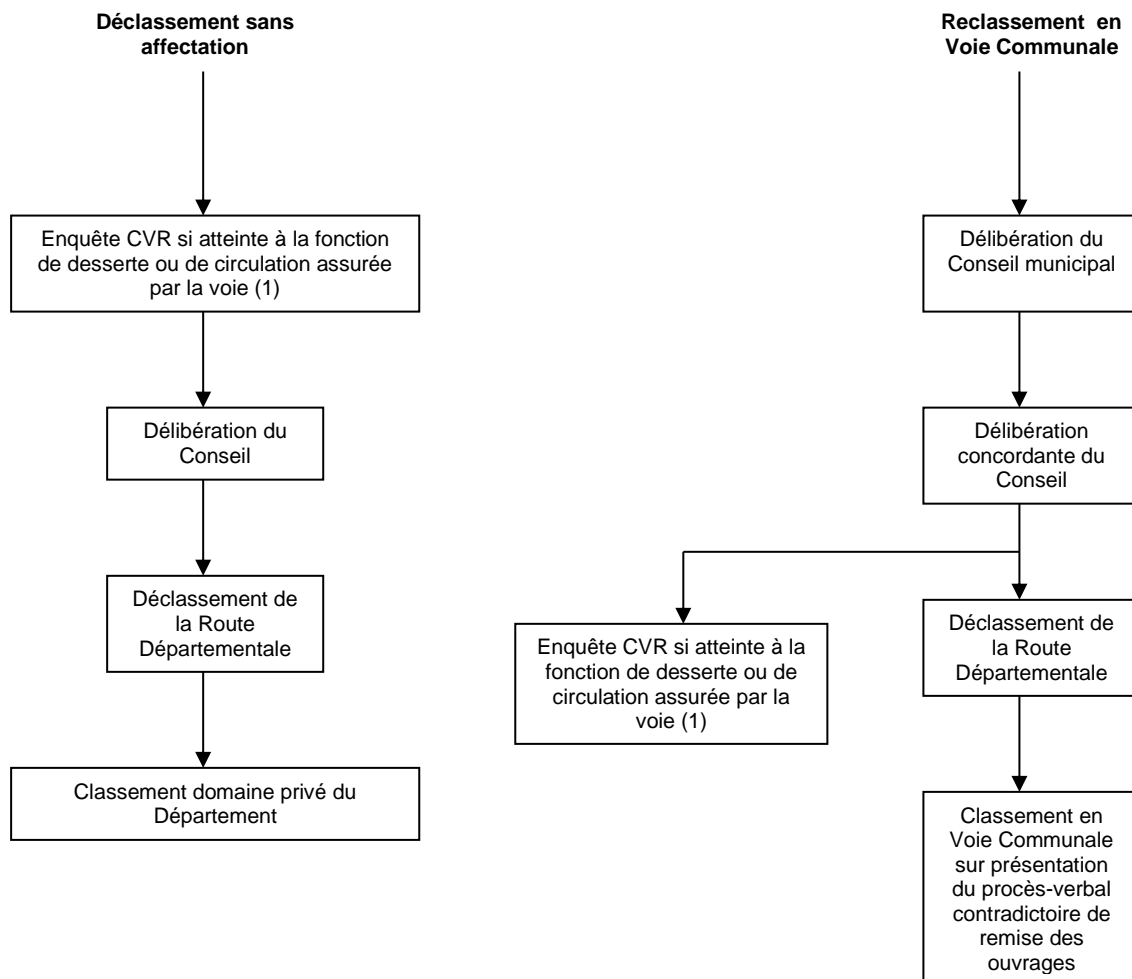 Déclassement sans
affectation
Enquête CVR si atteinte à la fonction
de desserte ou de circulation assurée
par la voie (1)
Délibération du
Conseil
Déclassement de
la Route
Départementale
Classement domaine privé du
Département
Reclassement en
Voie Communale
Délibération du
Conseil municipal
Délibération
concordante du
Conseil
Enquête CVR si atteinte à la
fonction de desserte ou de
circulation assurée par la
voie (1)
Déclassement de
la Route
Départementale
Classement en
Voie Communale
sur présentation
du procès-verbal
contradictoire de
remise des
ouvrages